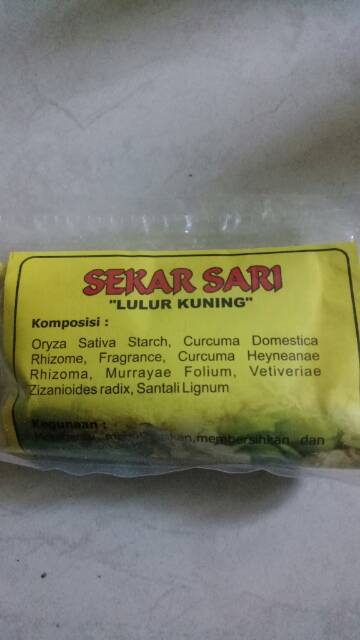 SEKAR SARI
"LULUR KUNING"
Komposisi :
Oryza Sativa Starch, Curcuma Domestica
Rhizome, Fragrance, Curcuma Heyneanae
Rhizoma, Murrayae Folium, Vetiveriae
Zizanioides radix, Santali Lignum
Kegunaan :
membersihkan dan